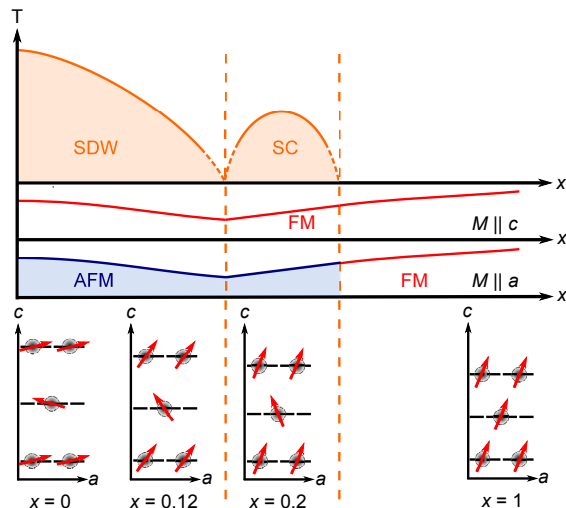 T
SDW
SC
x
FM
M || c
x
AFM
FM
M || a
x
c
c
c
c
a
a
a
a
x = 0
x = 0.12
x = 0.2
x = 1